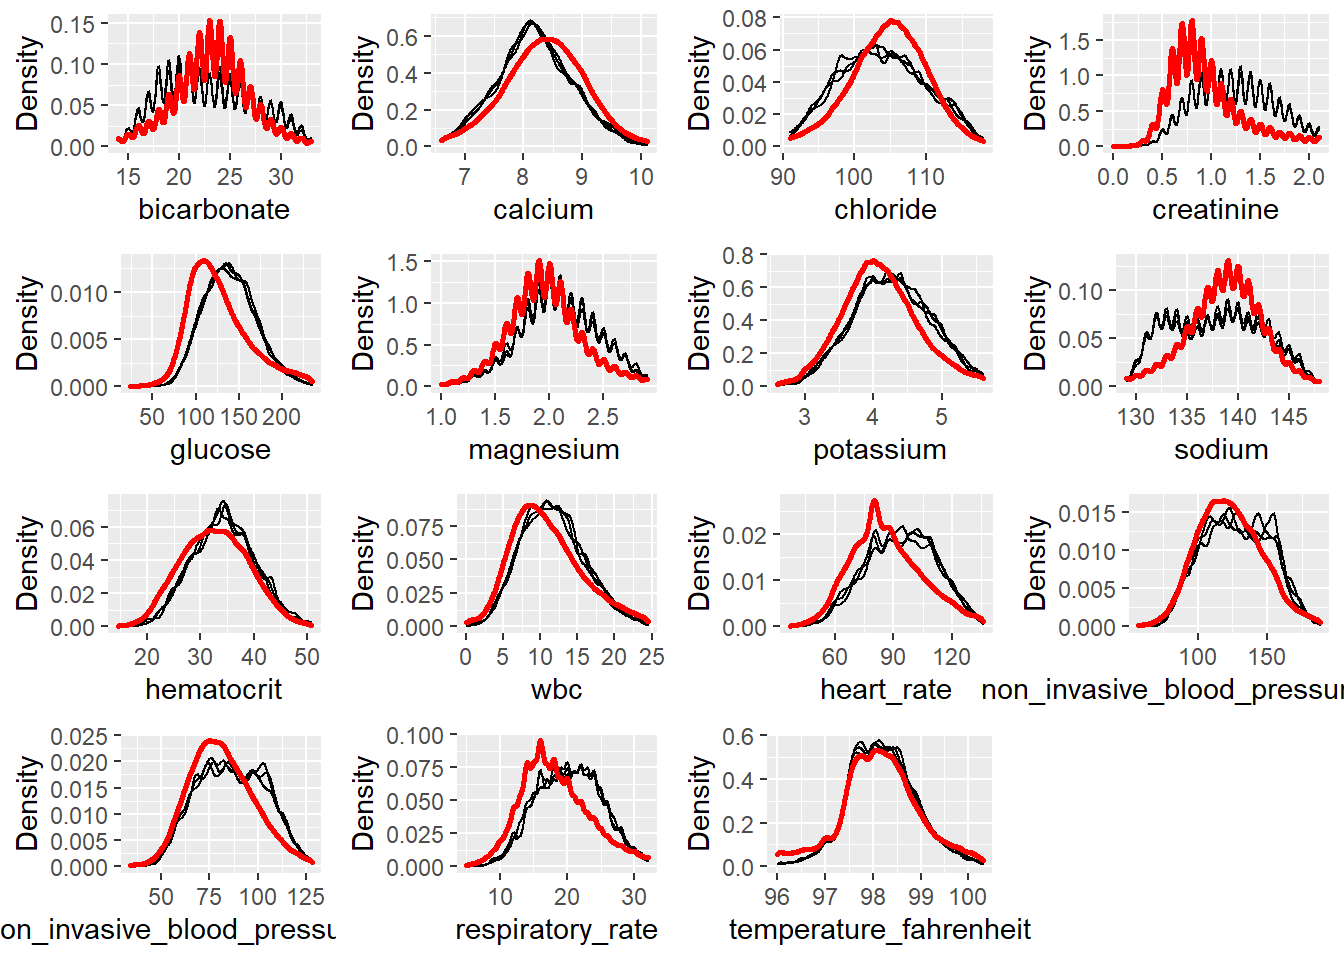 Density 0.15 0.10 0.05 0.00 15 20 25 30 bicarbonate
Density 0.6 0.4 0.2 0.0 7 8 9 10 calcium
Density 0.08 0.06 0.04 0.02 0.00 90 100 110 chloride
Density 1.5 1.0 0.5 0.0 0.0 0.5 1.0 1.5 2.0 creatinine
Density 0.010 0.005 0.000 50 100 150 200 glucose
Density 1.5 1.0 0.5 0.0 1.0 1.5 2.0 2.5 magnesium
Density 0.8 0.6 0.4 0.2 0.0 3 4 5 potassium
Density 0.10 0.05 0.00 130 135 140 145 sodium
Density 0.06 0.04 0.02 0.00 20 30 40 50 hematocrit
Density 0.075 0.050 0.025 0.000 0 5 10 15 20 25 wbc
Density 0.02 0.01 0.00 60 90 120 heart_rate
Density 0.015 0.010 0.005 0.000 100 150 non_invasive_blood_pressur
Density 0.025 0.020 0.015 0.010 0.005 0.000 50 75 100 125 on_invasive_blood_pressu
Density 0.100 0.075 0.050 0.025 0.000 10 20 30 respiratory_rate
Density 0.6 0.4 0.2 0.0 96 97 98 99 100 temperature_fahrenheit